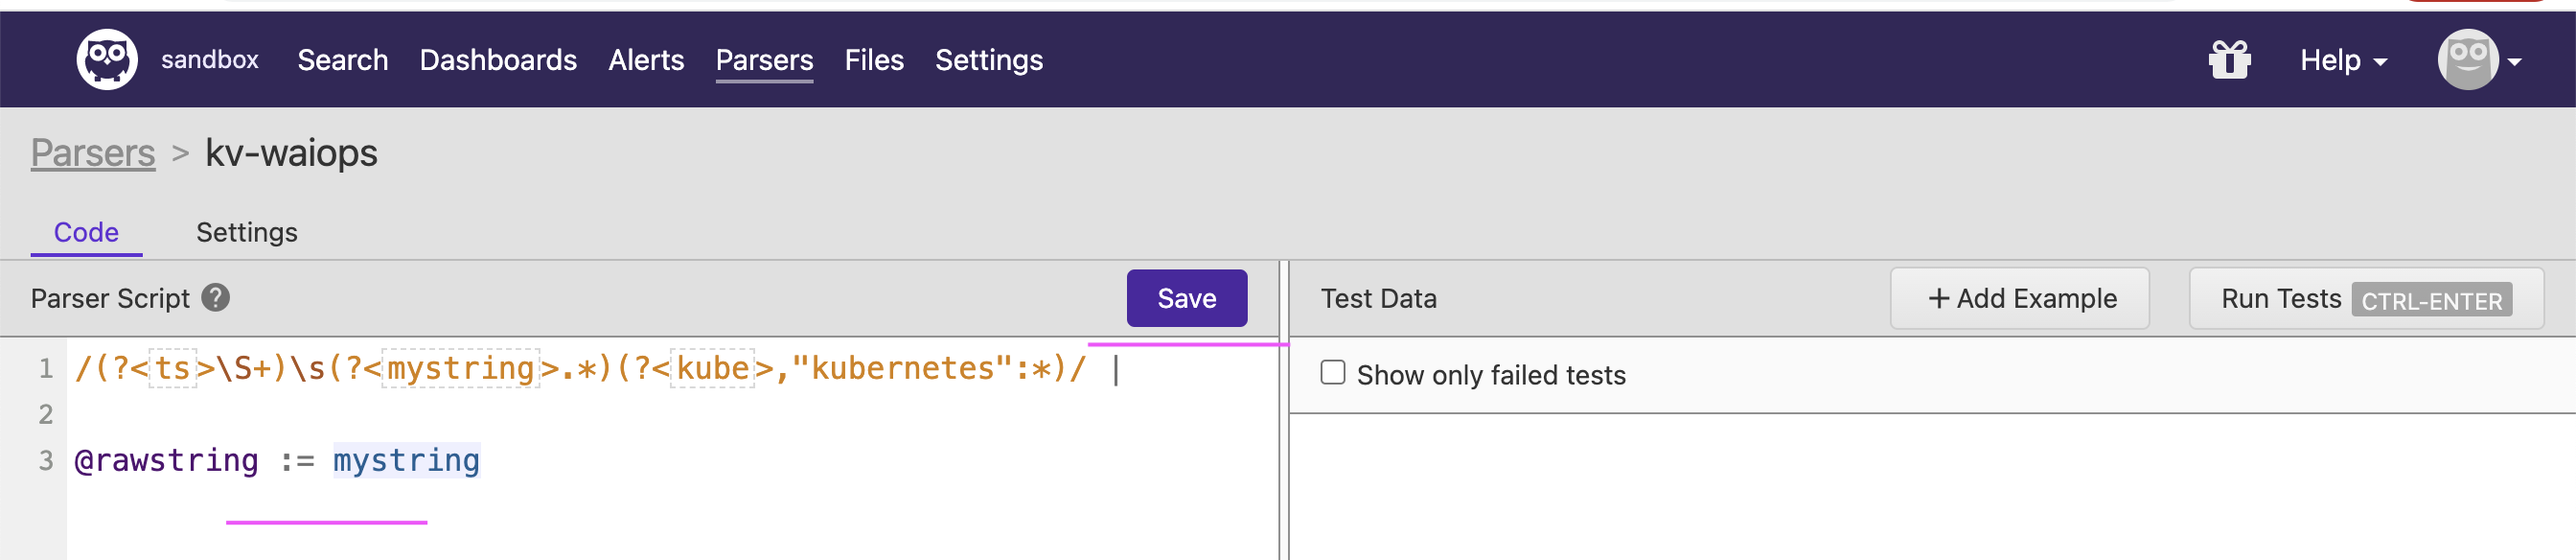 sandbox Search Dashboards Alerts Parsers Files Settings Help
Parsers > kv-waiops
Code Settings
Parser Script ? Save
1 /(?<ts>\S+)\s(?<mystring>.*)(?<kube>,"kubernetes":*)/ |
2
3 @rawstring := mystring
Test Data + Add Example Run Tests CTRL-ENTER
Show only failed tests